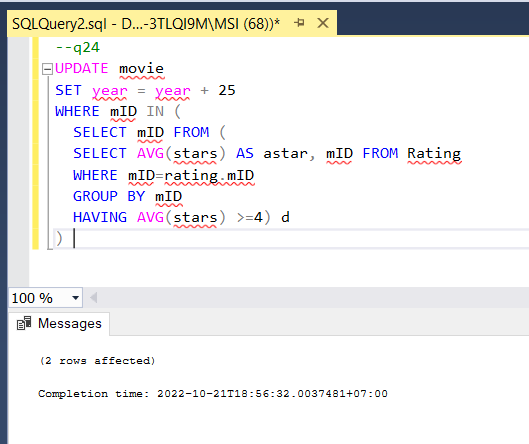 SQLQuery2.sql - D...-3TLQI9M\MSI (68))*
--q24
UPDATE movie
SET year = year + 25
WHERE mID IN (
SELECT mID FROM (
SELECT AVG(stars) AS astar, mID FROM Rating
WHERE mID=rating.mID
GROUP BY mID
HAVING AVG(stars) >=4) d
)
100 %
Messages
(2 rows affected)
Completion time: 2022-10-21T18:56:32.0037481+07:00